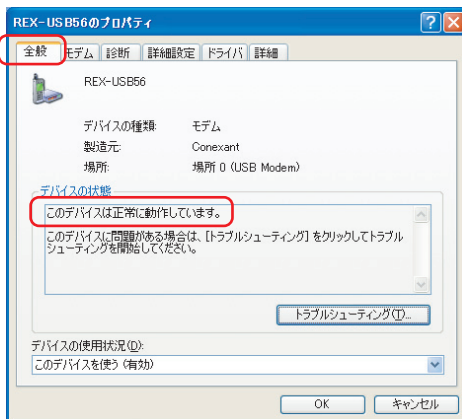 REX-USB56のプロパティ
全般 モデム 診断 詳細設定 ドライバ 詳細
REX-USB56
デバイスの種類: モデム
製造元: Conexant
場所: 場所 0 (USB Modem)
デバイスの状態
このデバイスは正常に動作しています。
このデバイスに問題がある場合は、[トラブルシューティング] をクリックしてトラブル
シューティングを開始してください。
トラブルシューティング(T)...
デバイスの使用状況(D):
このデバイスを使う (有効)
OK キャンセル